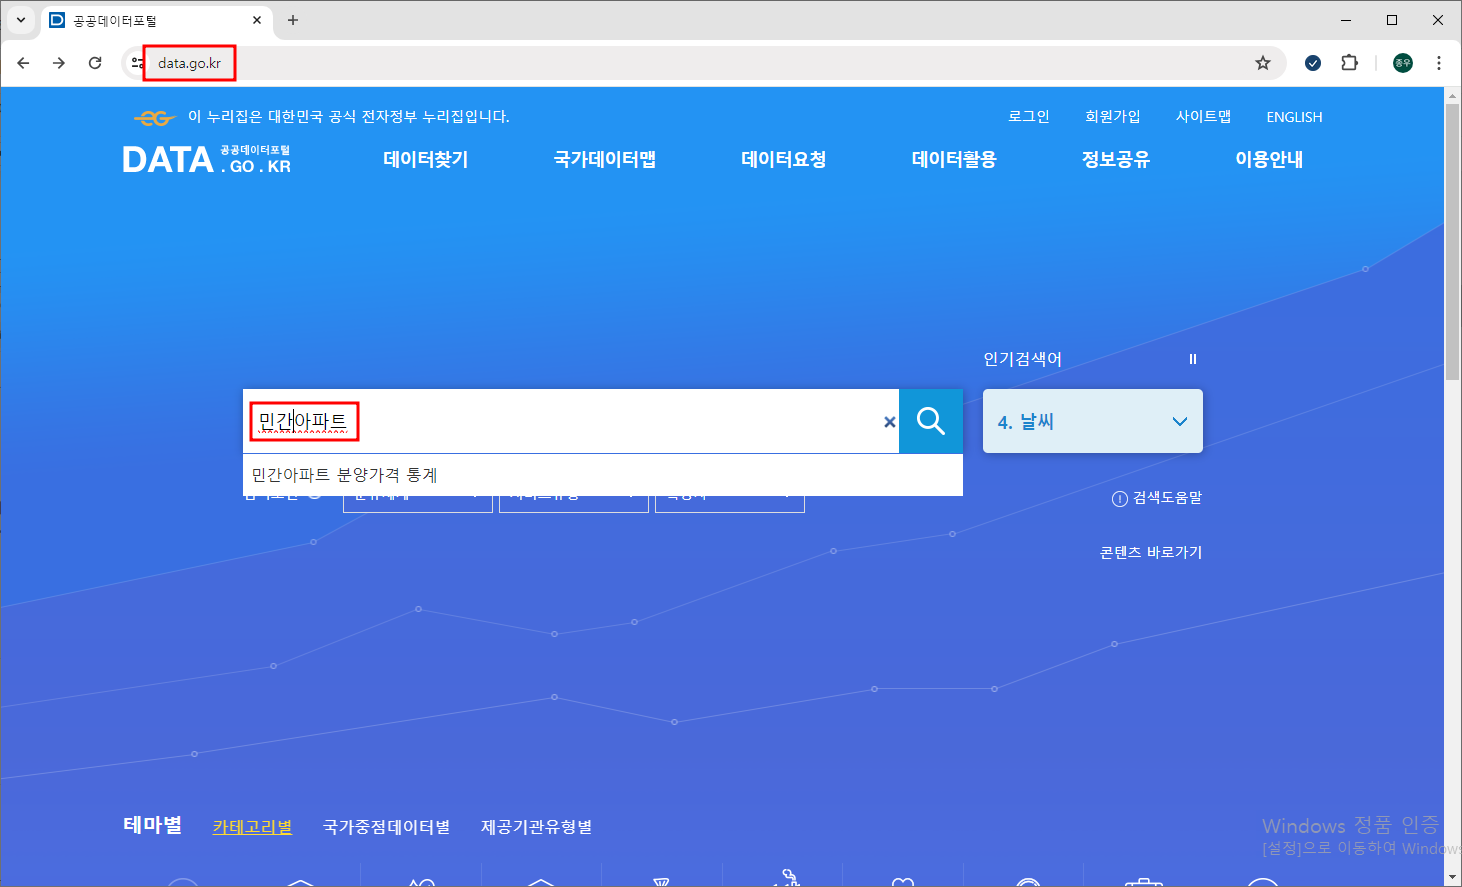 공공데이터포털
data.go.kr
종우
이 누리집은 대한민국 공식 전자정부 누리집입니다.
로그인 회원가입 사이트맵 ENGLISH
DATA 공공데이터포털
. GO . KR
데이터찾기 국가데이터맵 데이터요청 데이터활용 정보공유 이용안내
인기검색어
민간아파트
4. 날씨
민간아파트 분양가격 통계
검색도움말
콘텐츠 바로가기
테마별 카테고리별 국가중점데이터별 제공기관유형별
Windows 정품 인증
[설정]으로 이동하여 Windows